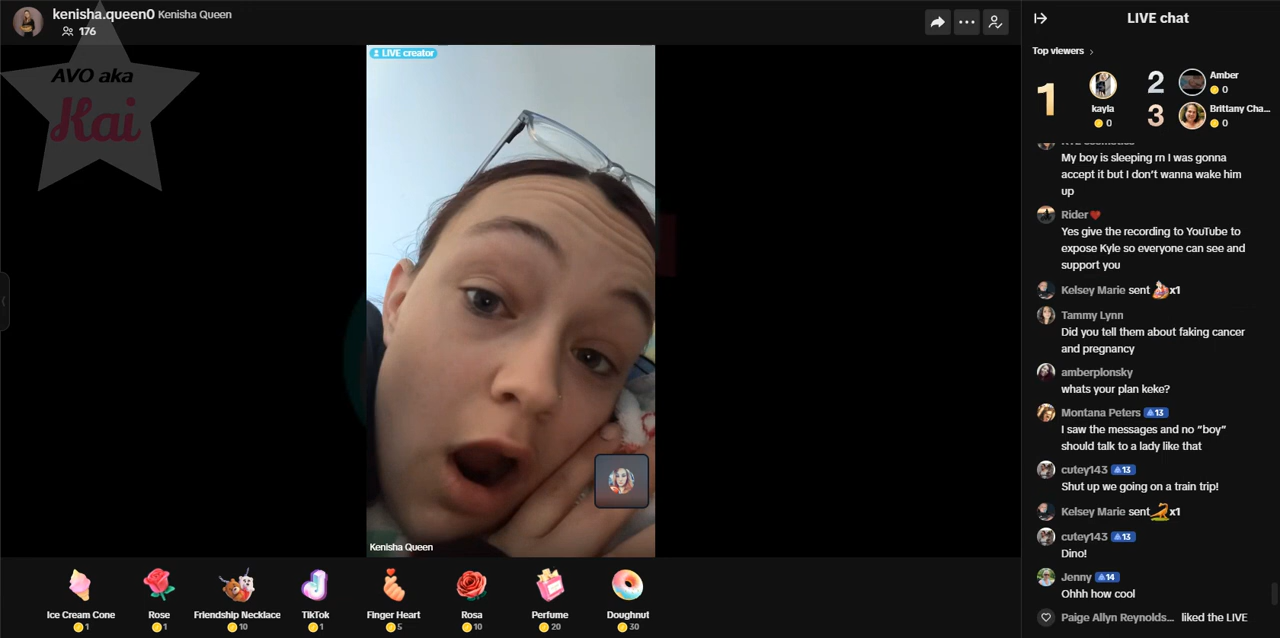 kenisha.queen0 Kenisha Queen
176
AVO aka
Kai
LIVE creator
Kenisha Queen
Ice Cream Cone
1
Rose
1
Friendship Necklace
10
TikTok
1
Finger Heart
5
Rosa
10
Perfume
20
Doughnut
30
LIVE chat
Top viewers >
1
kayla
0
2
Amber
0
3
Brittany Cha...
0
My boy is sleeping rn I was gonna
accept it but I don't wanna wake him
up
Rider❤️
Yes give the recording to YouTube to
expose Kyle so everyone can see and
support you
Kelsey Marie sent x1
Tammy Lynn
Did you tell them about faking cancer
and pregnancy
amberplonsky
whats your plan keke?
Montana Peters 13
I saw the messages and no “boy”
should talk to a lady like that
cutey143 13
Shut up we going on a train trip!
Kelsey Marie sent x1
cutey143 13
Dino!
Jenny 14
Ohhh how cool
Paige Allyn Reynolds... liked the LIVE